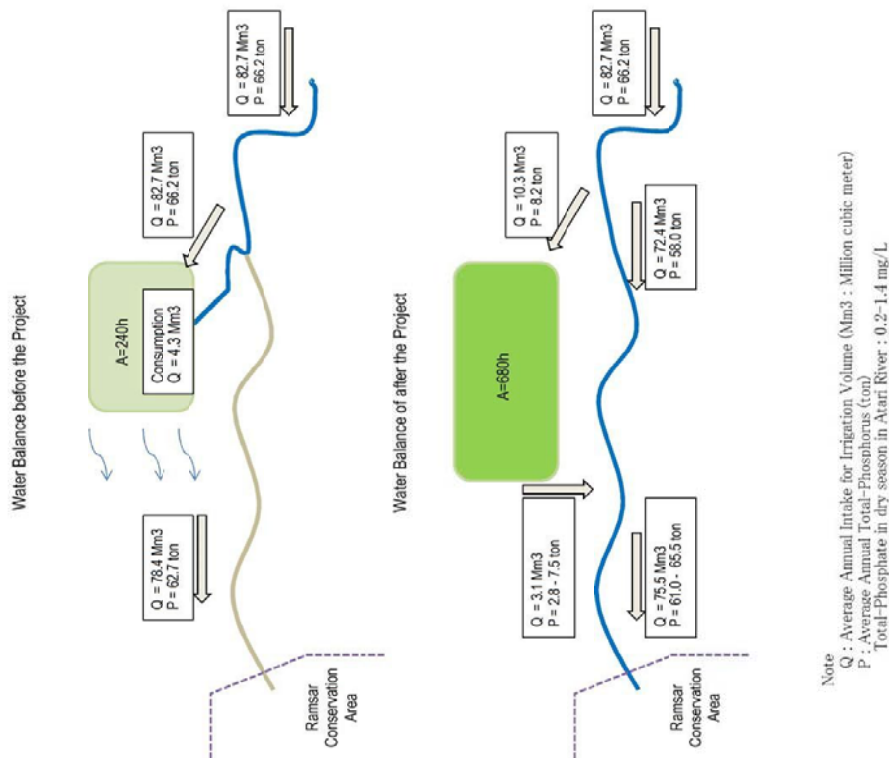 Water Balance before the Project
Q = 82.7 Mm3
P = 66.2 ton
Q = 82.7 Mm3
P = 66.2 ton
A=240h
Consumption
Q = 4.3 Mm3
Q = 78.4 Mm3
P = 62.7 ton
Ramsar
Conservation
Area
Water Balance of after the Project
Q = 82.7 Mm3
P = 66.2 ton
Q = 10.3 Mm3
P = 8.2 ton
Q = 72.4 Mm3
P = 58.0 ton
A=680h
Q = 3.1 Mm3
P = 2.8 - 7.5 ton
Q = 75.5 Mm3
P = 61.0 - 65.5 ton
Ramsar
Conservation
Area
Note
Q : Average Annual Intake for Irrigation Volume (Mm3 : Million cubic meter)
P : Average Annual Total-Phosphorus (ton)
Total-Phosphate in dry season in Atari River : 0.2-1.4 mg/L